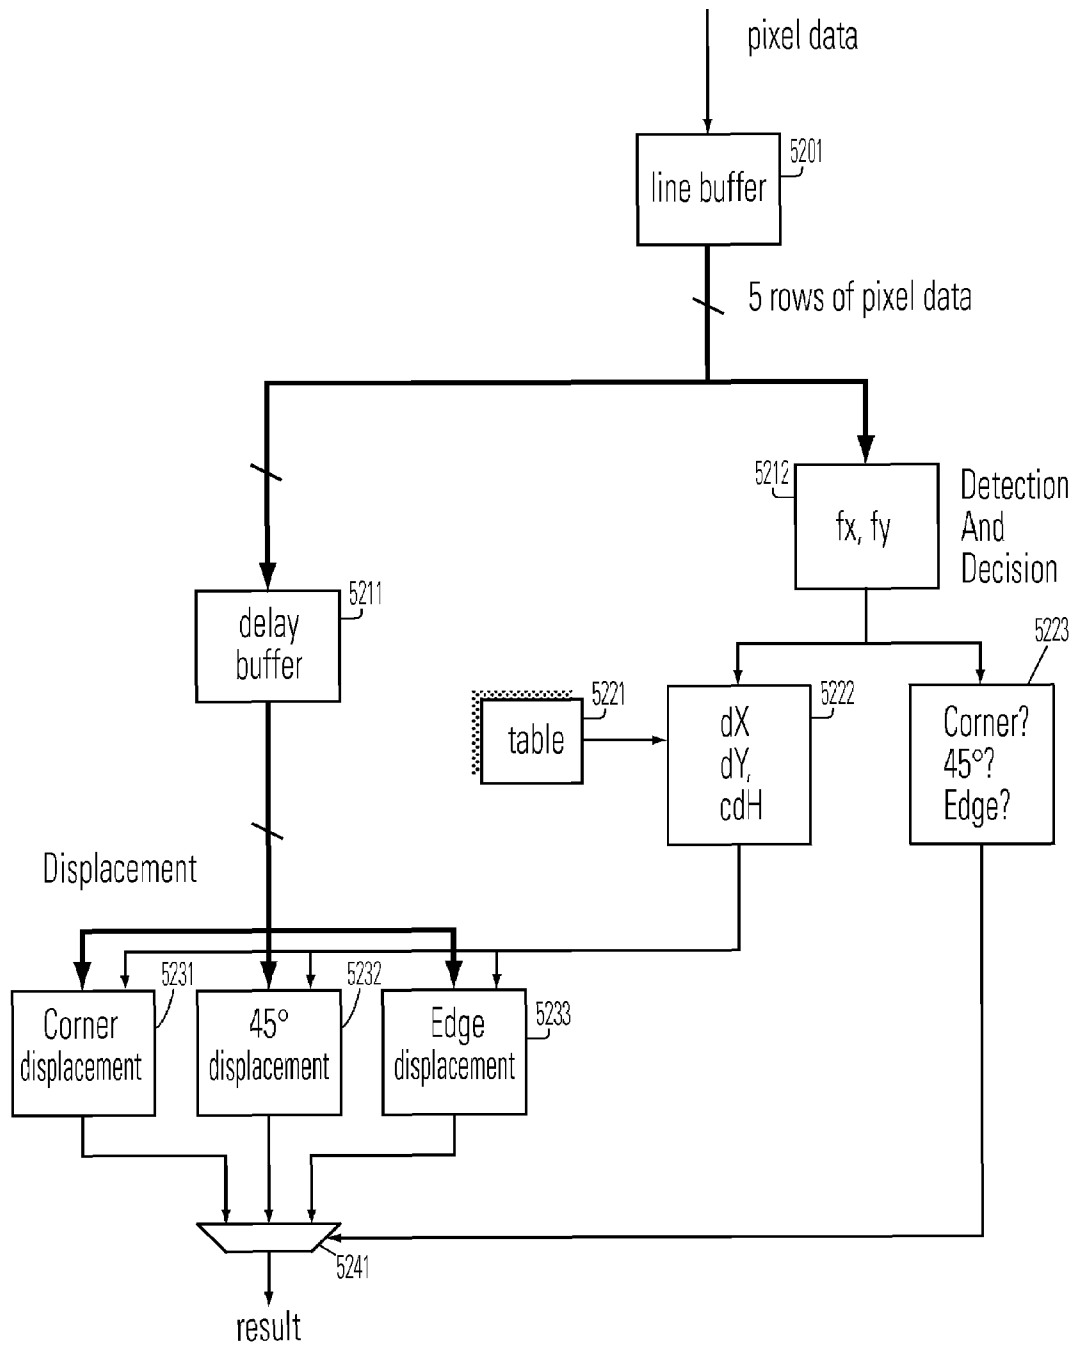 pixel data
5201
line buffer
5 rows of pixel data
5212
fx, fy
Detection
And
Decision
5211
delay
buffer
5223
5221
table
5222
dX
dY,
cdH
Corner?
45°?
Edge?
Displacement
5231
Corner
displacement
5232
45°
displacement
5233
Edge
displacement
5241
result